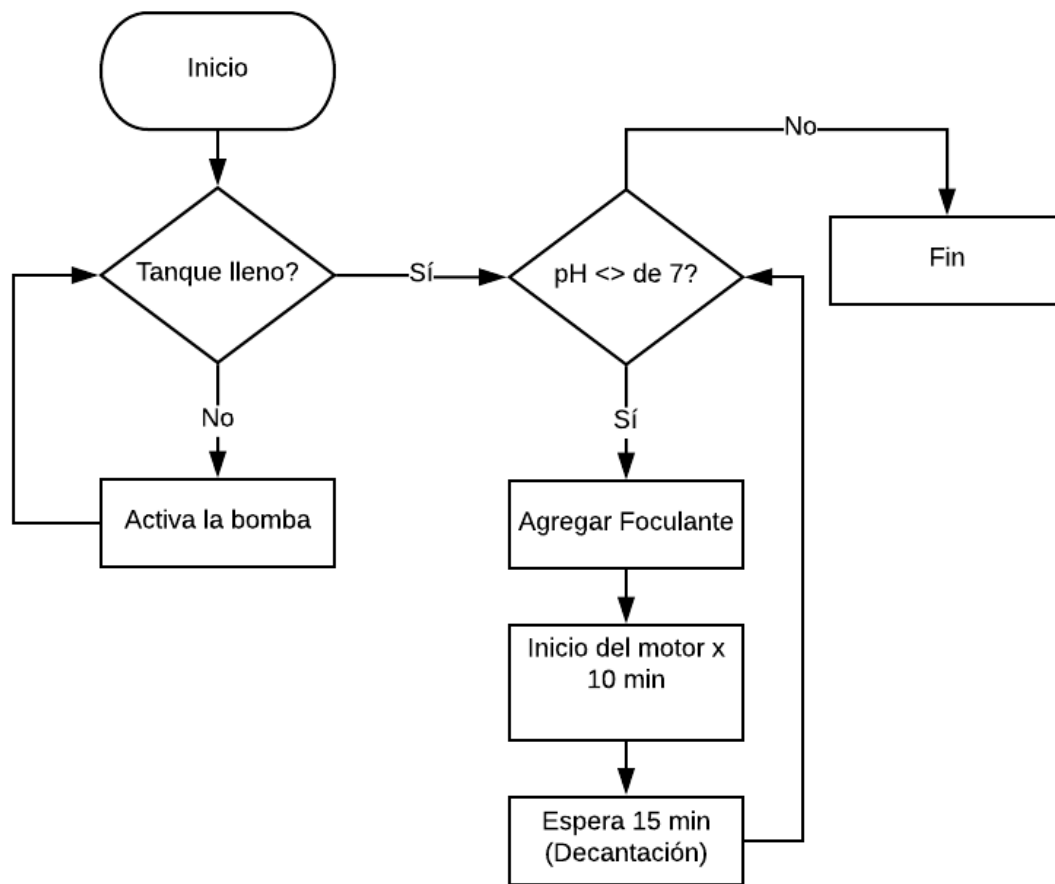 Inicio
No
Tanque lleno?
Sí
pH <> de 7?
Fin
No
Sí
Activa la bomba
Agregar Foculante
Inicio del motor x
10 min
Espera 15 min
(Decantación)